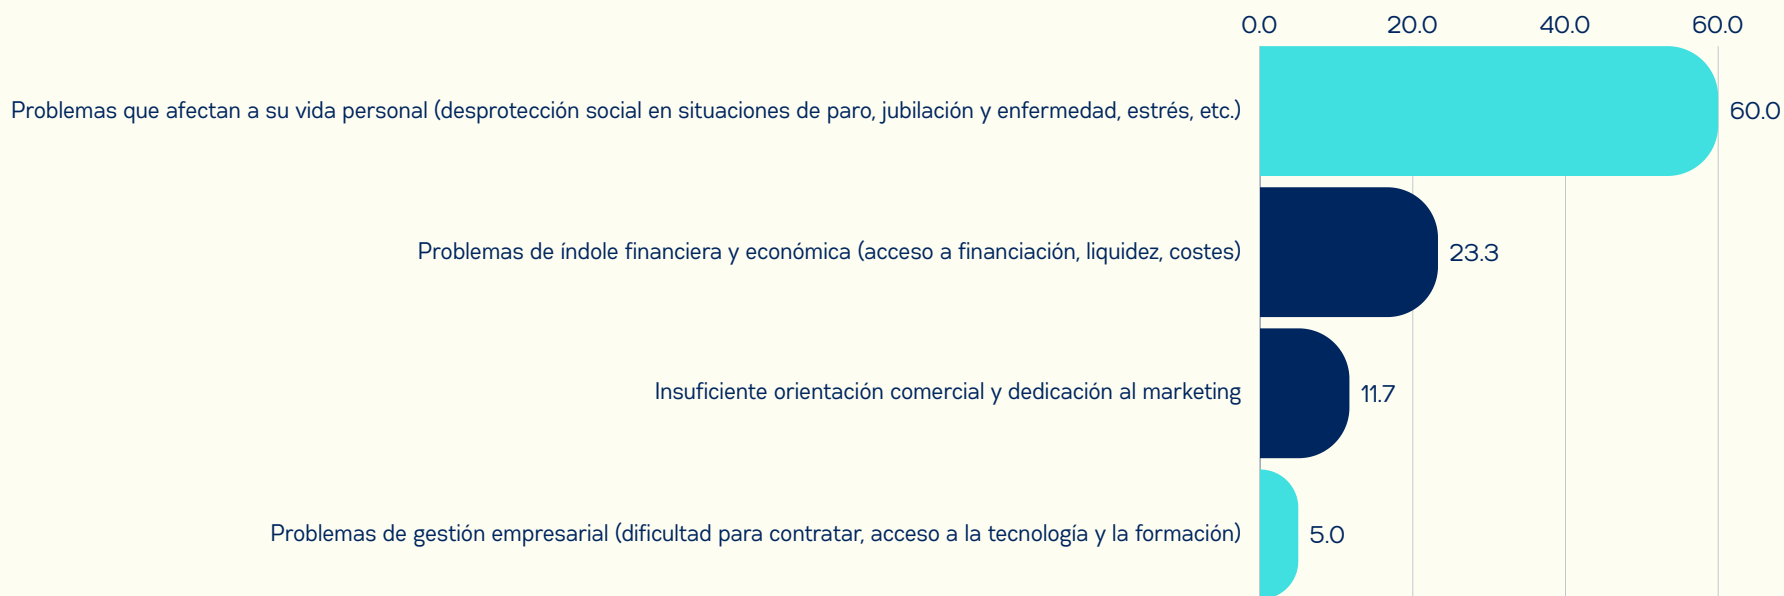 0.0 20.0 40.0 60.0
Problemas que afectan a su vida personal (desprotección social en situaciones de paro, jubilación y enfermedad, estrés, etc.) 60.0
Problemas de índole financiera y económica (acceso a financiación, liquidez, costes) 23.3
Insuficiente orientación comercial y dedicación al marketing 11.7
Problemas de gestión empresarial (dificultad para contratar, acceso a la tecnología y la formación) 5.0